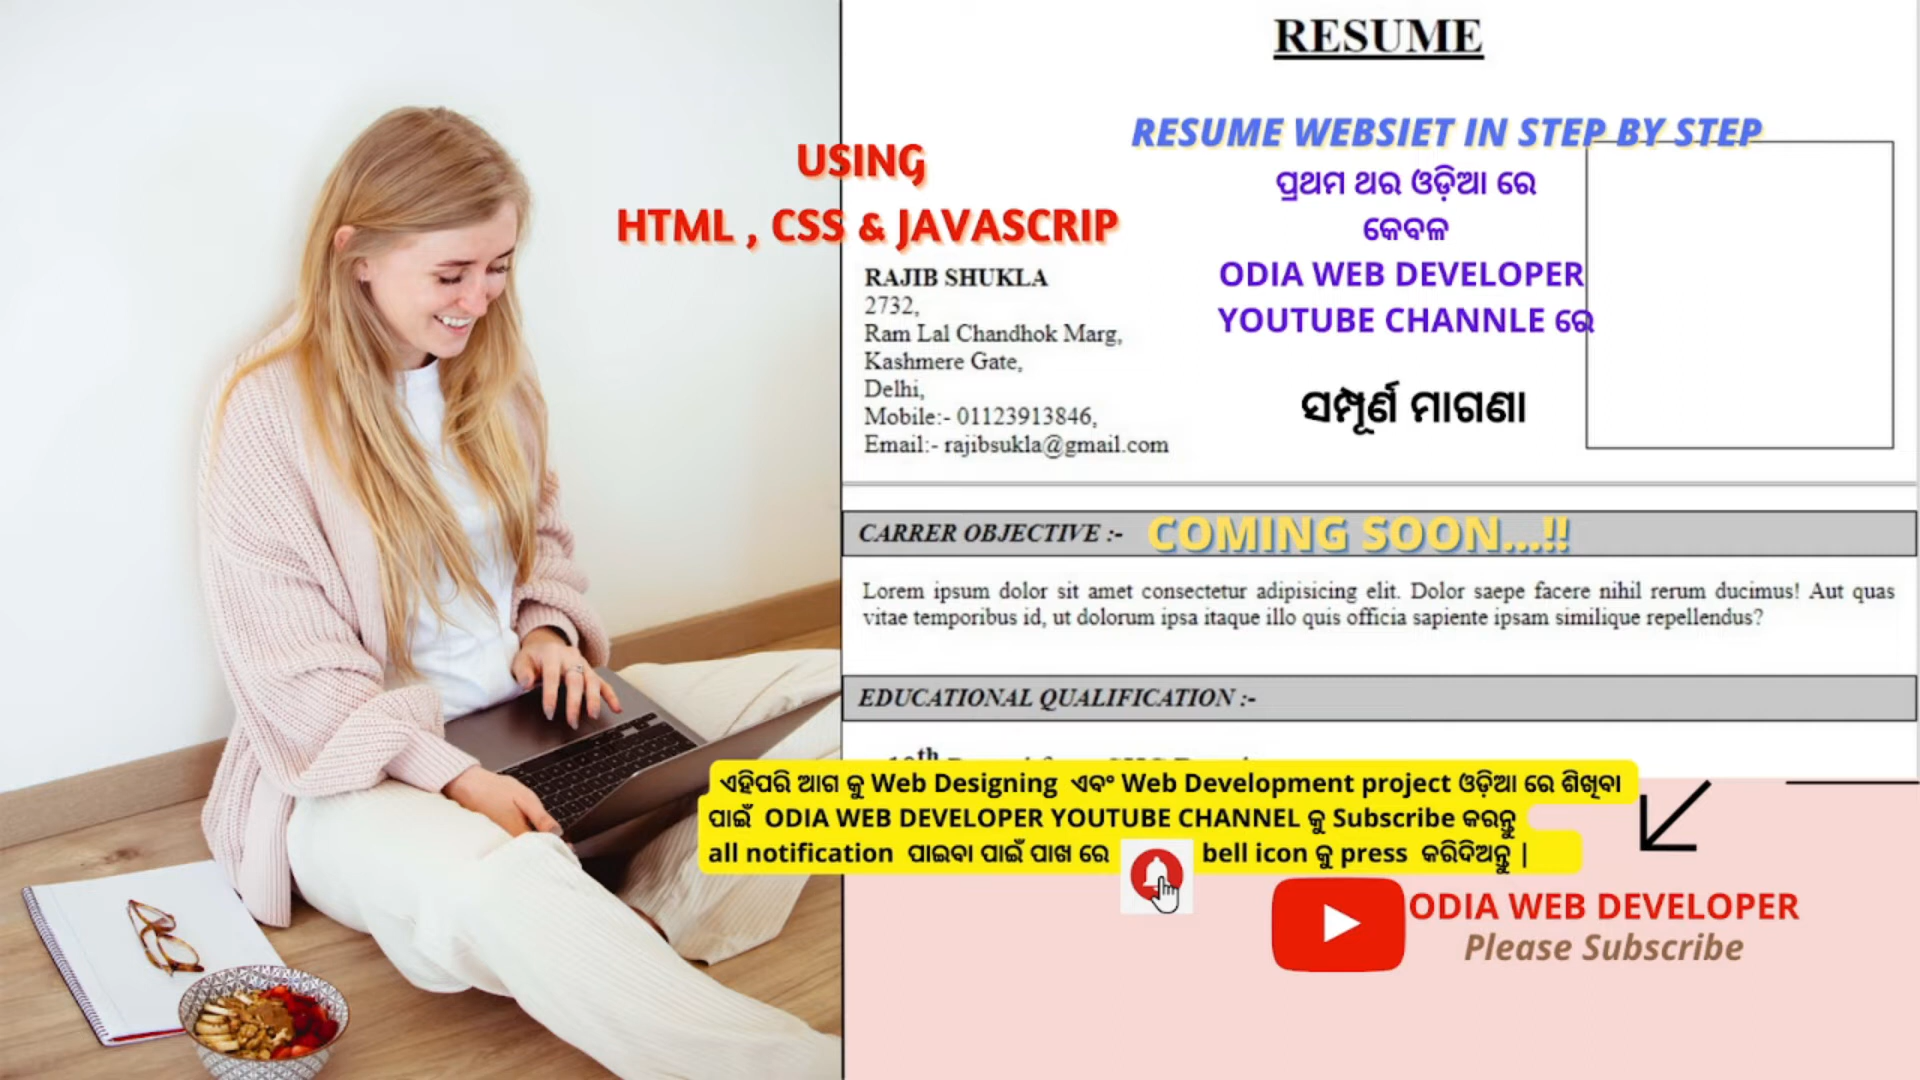 RESUME
RESUME WEBSIET IN STEP BY STEP
ପ୍ରଥମ ଥର ଓଡ଼ିଆ ରେ
କେବଳ
ODIA WEB DEVELOPER
YOUTUBE CHANNLE ରେ
ସମ୍ପୂର୍ଣ ମାଗଣା
USING
HTML , CSS & JAVASCRIP
RAJIB SHUKLA
2732,
Ram Lal Chandhok Marg,
Kashmere Gate,
Delhi,
Mobile:- 01123913846,
Email:- rajibsukla@gmail.com
CARRER OBJECTIVE :-
COMING SOON...!!
Lorem ipsum dolor sit amet consectetur adipisicing elit. Dolor saepe facere nihil rerum ducimus! Aut quas
vitae temporibus id, ut dolorum ipsa itaque illo quis officia sapiente ipsam similique repellendus?
EDUCATIONAL QUALIFICATION :-
ଏହିପରି ଆଗ କୁ Web Designing ଏବଂ Web Development project ଓଡ଼ିଆ ରେ ଶିଖିବା
ପାଇଁ ODIA WEB DEVELOPER YOUTUBE CHANNEL କୁ Subscribe କରନ୍ତୁ
all notification ପାଇବା ପାଇଁ ପାଖ ରେ bell icon କୁ press କରିଦିଅନ୍ତୁ |
ODIA WEB DEVELOPER
Please Subscribe